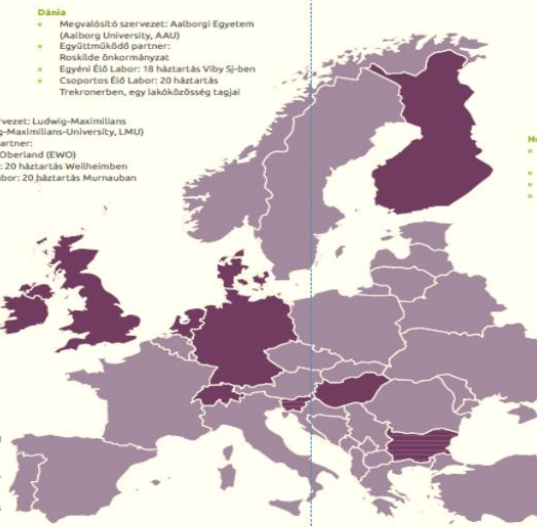 Dánia
Megvalósító szervezet: Aalborgi Egyetem
(Aalborg University, AAU)
Együttműködő partner:
Roskilde önkormányzat
Egyéni Élő Labor: 18 háztartás Viby Sj-ben
Csoportos Élő Labor: 20 háztartás
Trekronerben, egy lakóközösség tagjai
rvezet: Ludwig-Maximilians
g-Maximilians-University, LMU)
artner:
Oberland (EWO)
: 20 háztartás Weilheimben
abor: 20 háztartás Murnauban